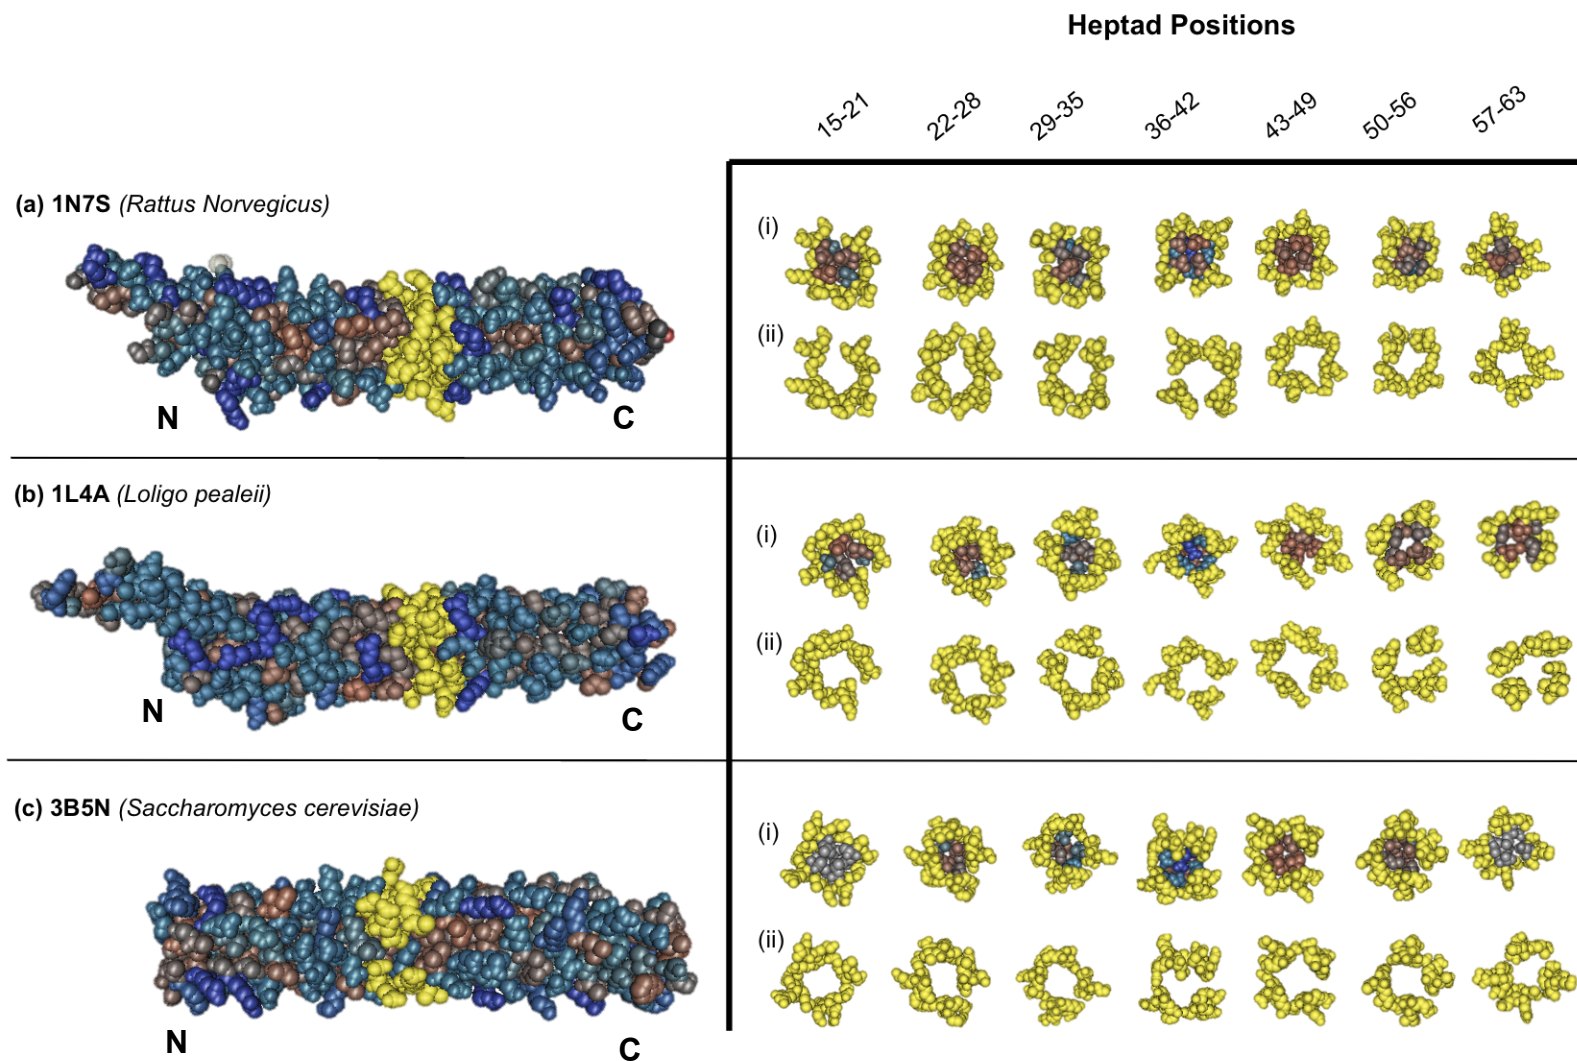 Heptad Positions
15-21 22-28 29-35 36-42 43-49 50-56 57-63
(a) 1N7S (Rattus Norvegicus)
(i)
(ii)
N C
(b) 1L4A (Loligo pealeii)
(i)
(ii)
N C
(c) 3B5N (Saccharomyces cerevisiae)
(i)
(ii)
N C